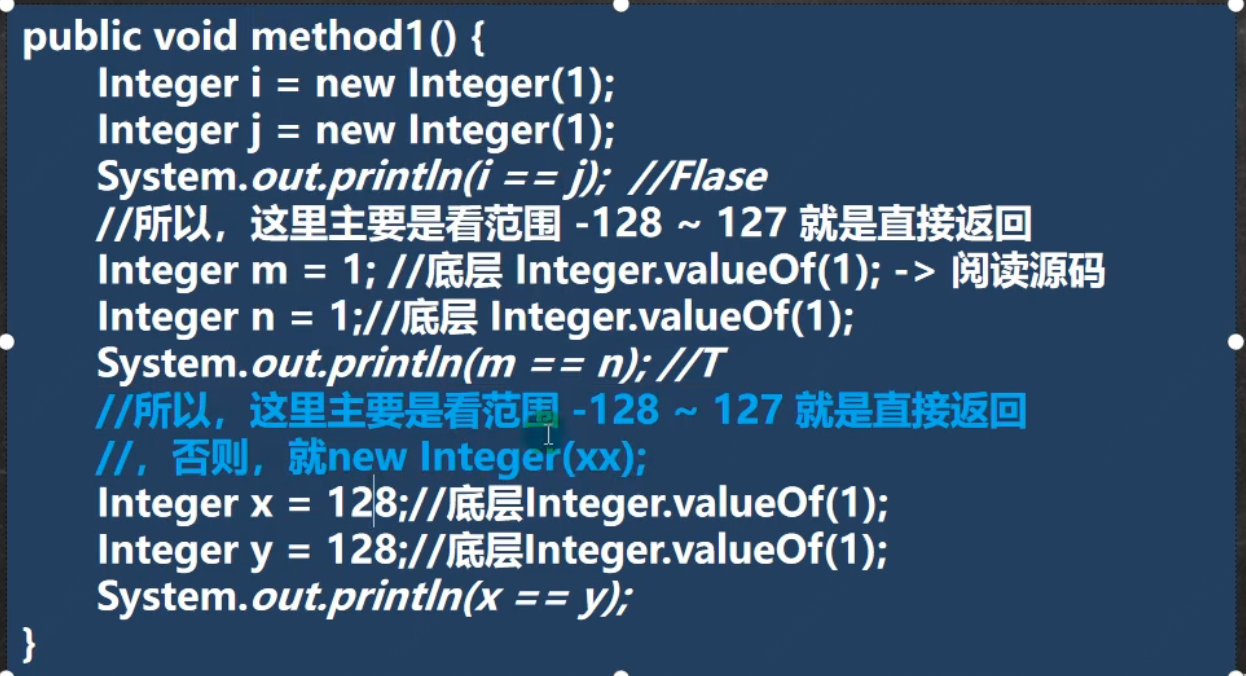 public void method1() {
Integer i = new Integer(1);
Integer j = new Integer(1);
System.out.println(i == j); //Flase
//所以，这里主要是看范围 -128 ~ 127 就是直接返回
Integer m = 1; //底层 Integer.valueOf(1); -> 阅读源码
Integer n = 1;//底层 Integer.valueOf(1);
System.out.println(m == n); //T
//所以，这里主要是看范围 -128 ~ 127 就是直接返回
//，否则，就new Integer(xx);
Integer x = 128;//底层Integer.valueOf(1);
Integer y = 128;//底层Integer.valueOf(1);
System.out.println(x == y);
}